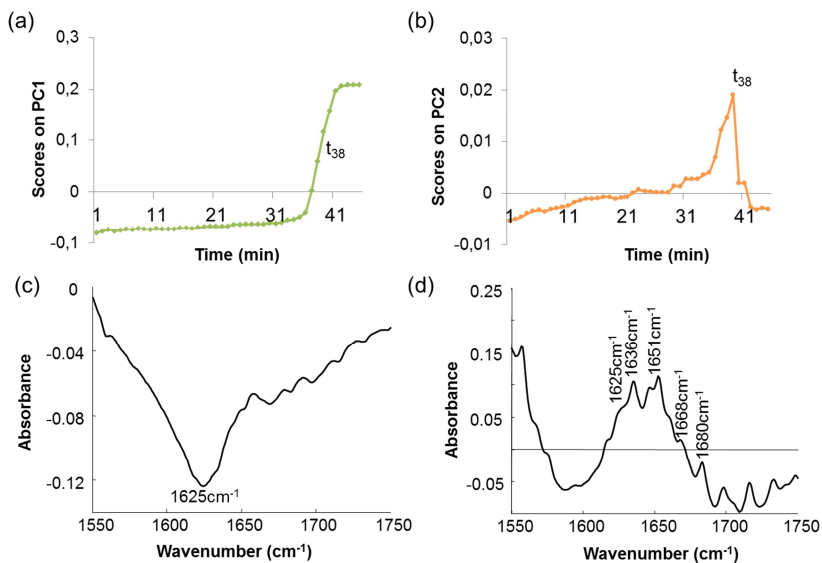 (a)
0,3
0,2
0,1
0
-0,1
Scores on PC1
t38
1 11 21 31 41
Time (min)
(b)
0,03
0,02
0,01
0
-0,01
Scores on PC2
t38
1 11 21 31 41
Time (min)
(c)
0
-0.04
-0.08
-0.12
Absorbance
1625cm-1
1550 1600 1650 1700 1750
Wavenumber (cm-1)
(d)
0.25
0.15
0.05
-0.05
Absorbance
1625cm-1
1636cm-1
1651cm-1
1668cm-1
1680cm-1
1550 1600 1650 1700 1750
Wavenumber (cm-1)